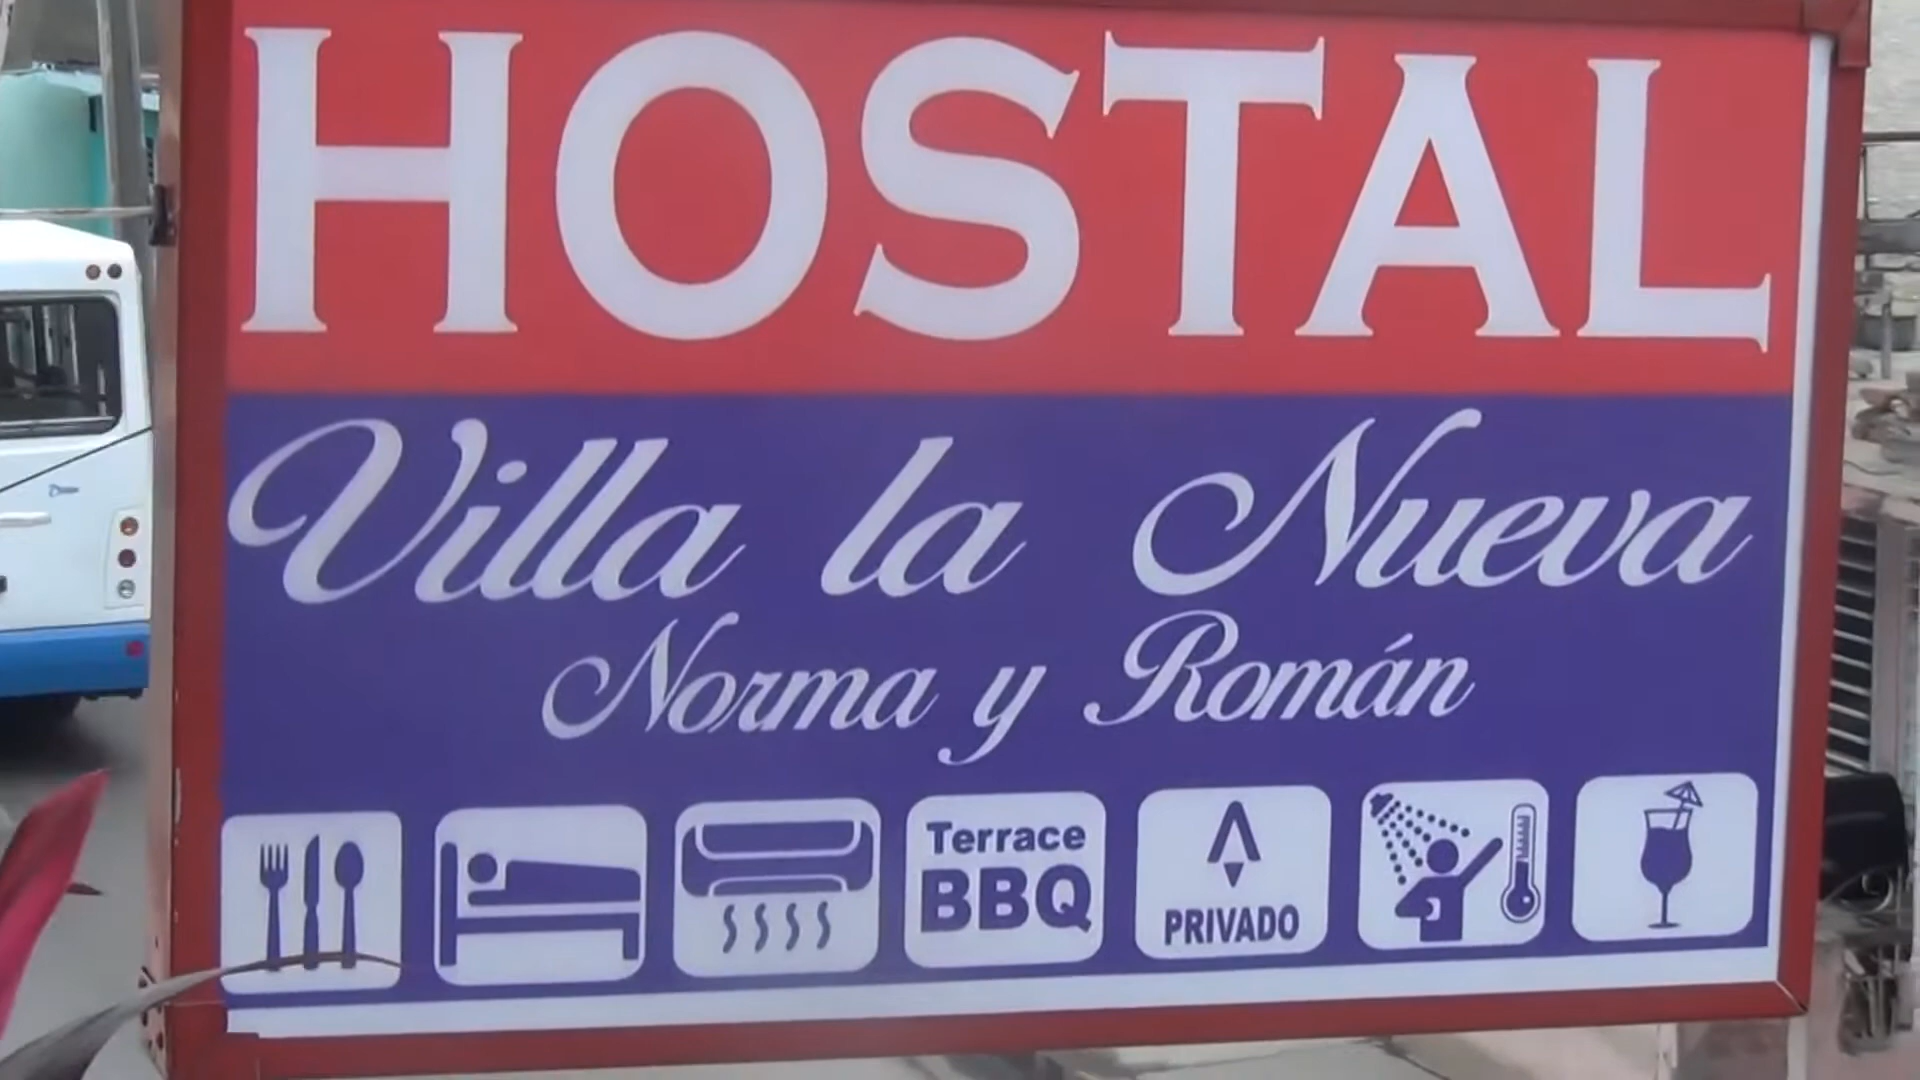 HOSTAL
Villa la Nueva
Norma y Román
Terrace
BBQ
PRIVADO